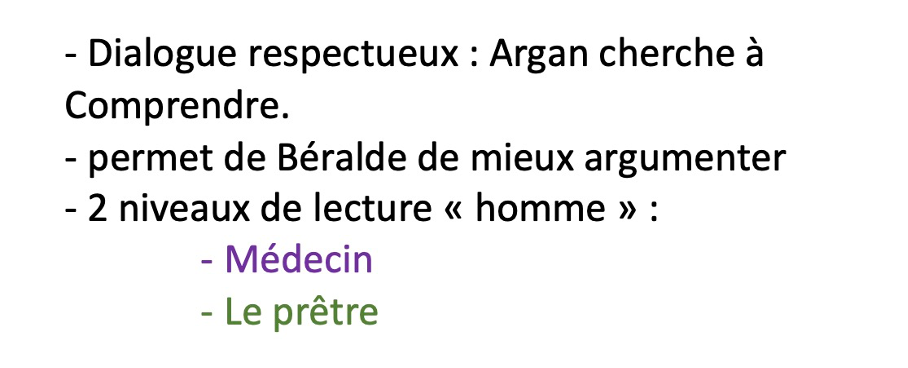 - Dialogue respectueux : Argan cherche à
Comprendre.
- permet de Béralde de mieux argumenter
- 2 niveaux de lecture « homme » :
- Médecin
- Le prêtre